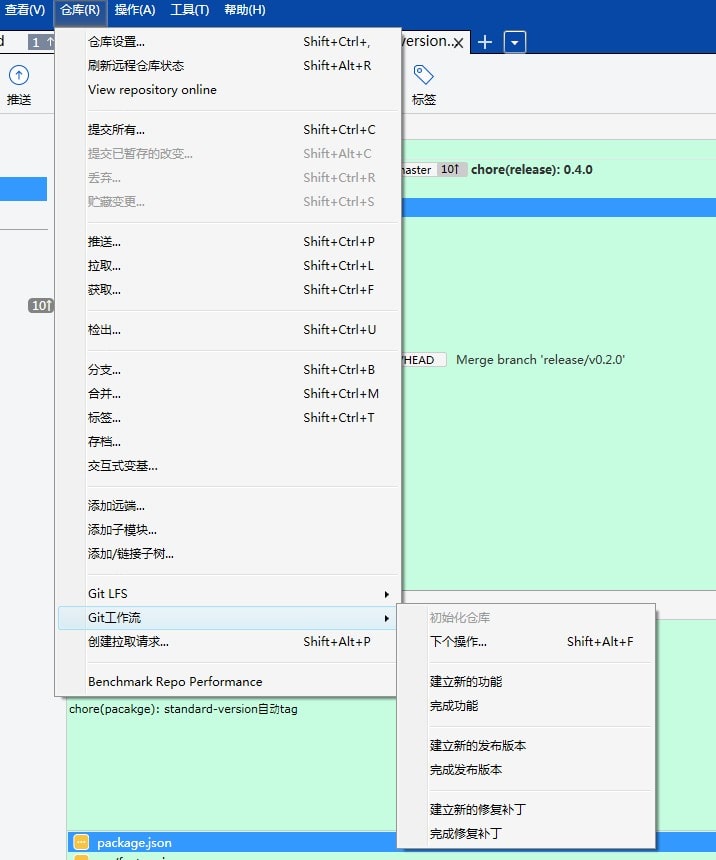 查看(V) 仓库(R) 操作(A) 工具(T) 帮助(H)
d 1↑ version..
推送 标签
仓库设置... Shift+Ctrl+,
刷新远程仓库状态 Shift+Alt+R
View repository online
提交所有... Shift+Ctrl+C
提交已暂存的改变... Shift+Alt+C
丢弃... Shift+Ctrl+R
贮藏变更... Shift+Ctrl+S
推送... Shift+Ctrl+P
拉取... Shift+Ctrl+L
获取... Shift+Ctrl+F
检出... Shift+Ctrl+U
分支... Shift+Ctrl+B
合并... Shift+Ctrl+M
标签... Shift+Ctrl+T
存档...
交互式变基...
添加远端...
添加子模块...
添加/链接子树...
Git LFS
Git工作流
创建拉取请求... Shift+Alt+P
Benchmark Repo Performance
master 10↑ chore(release): 0.4.0
10↑
/HEAD Merge branch 'release/v0.2.0'
初始化仓库
下个操作... Shift+Alt+F
建立新的功能
完成功能
建立新的发布版本
完成发布版本
建立新的修复补丁
完成修复补丁
chore(pacakge): standard-version自动tag
package.json